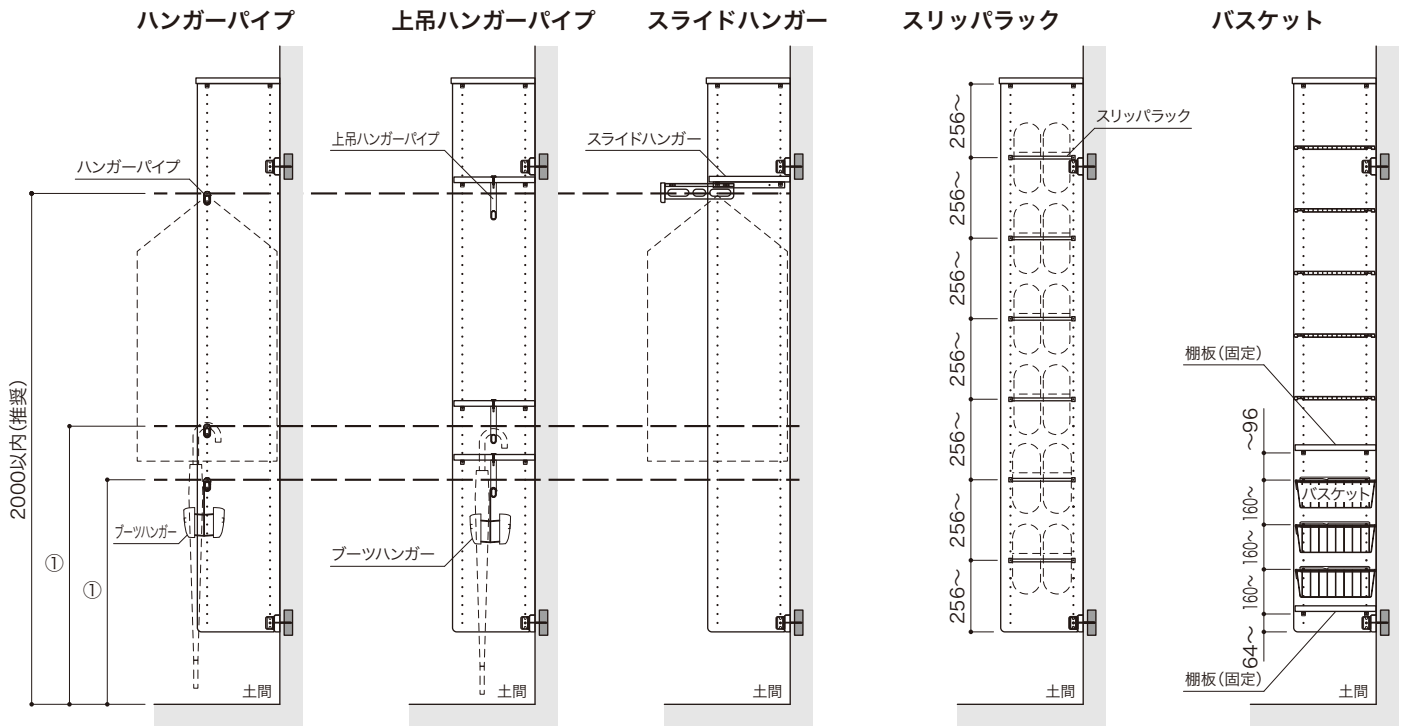 ハンガーパイプ
上吊ハンガーパイプ
スライドハンガー
スリッパラック
バスケット
ハンガーパイプ
ブーツハンガー
2000以内(推奨)
①
①
土間
上吊ハンガーパイプ
ブーツハンガー
土間
スライドハンガー
土間
スリッパラック
256~
256~
256~
256~
256~
256~
256~
土間
棚板(固定)
~96
バスケット
160~
160~
160~
64~
棚板(固定)
土間